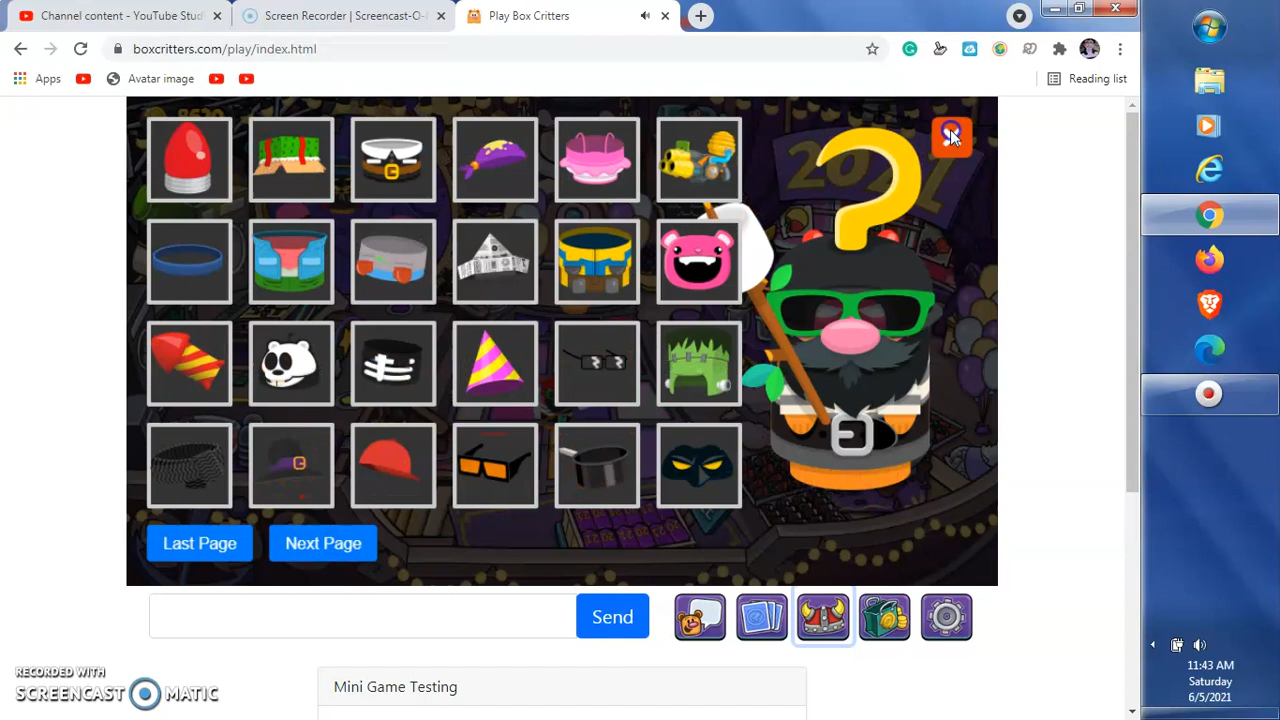 Channel content - YouTube Studi
Screen Recorder | Screencast-O-
Play Box Critters
boxcritters.com/play/index.html
Apps
Avatar image
Reading list
2021
Last Page
Next Page
Send
Mini Game Testing
RECORDED WITH
SCREENCAST MATIC
11:43 AM
Saturday
6/5/2021